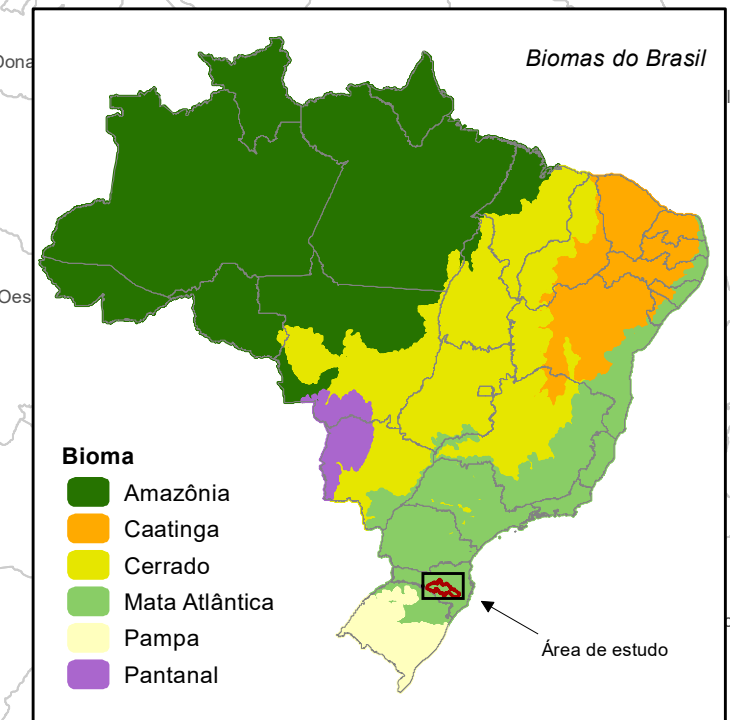 Biomas do Brasil
Bioma
Amazônia
Caatinga
Cerrado
Mata Atlântica
Pampa
Pantanal
Área de estudo